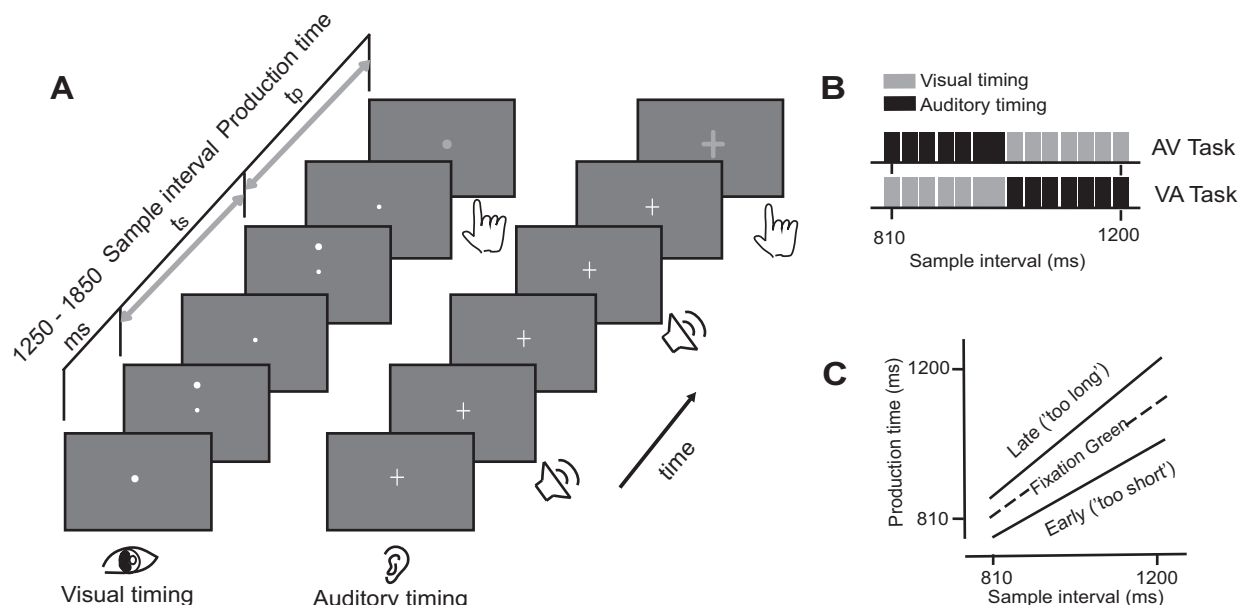 A
1250 - 1850 Sample interval Production time
ms
ts
tp
time
Visual timing
Auditory timing
B
Visual timing
Auditory timing
AV Task
VA Task
810
1200
Sample interval (ms)
C
Production time (ms)
1200
810
Late ('too long')
Fixation Green
Early ('too short')
810
1200
Sample interval (ms)